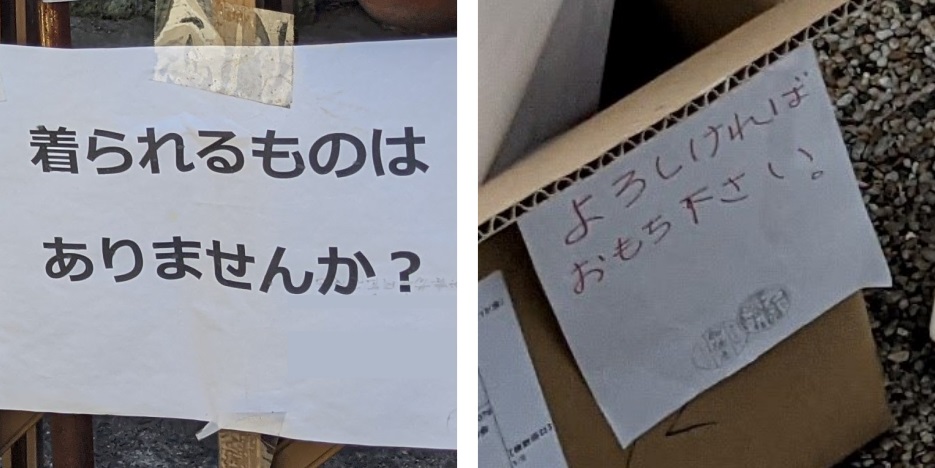 着られるものは
ありませんか？
よろしければ
おもち下さい。